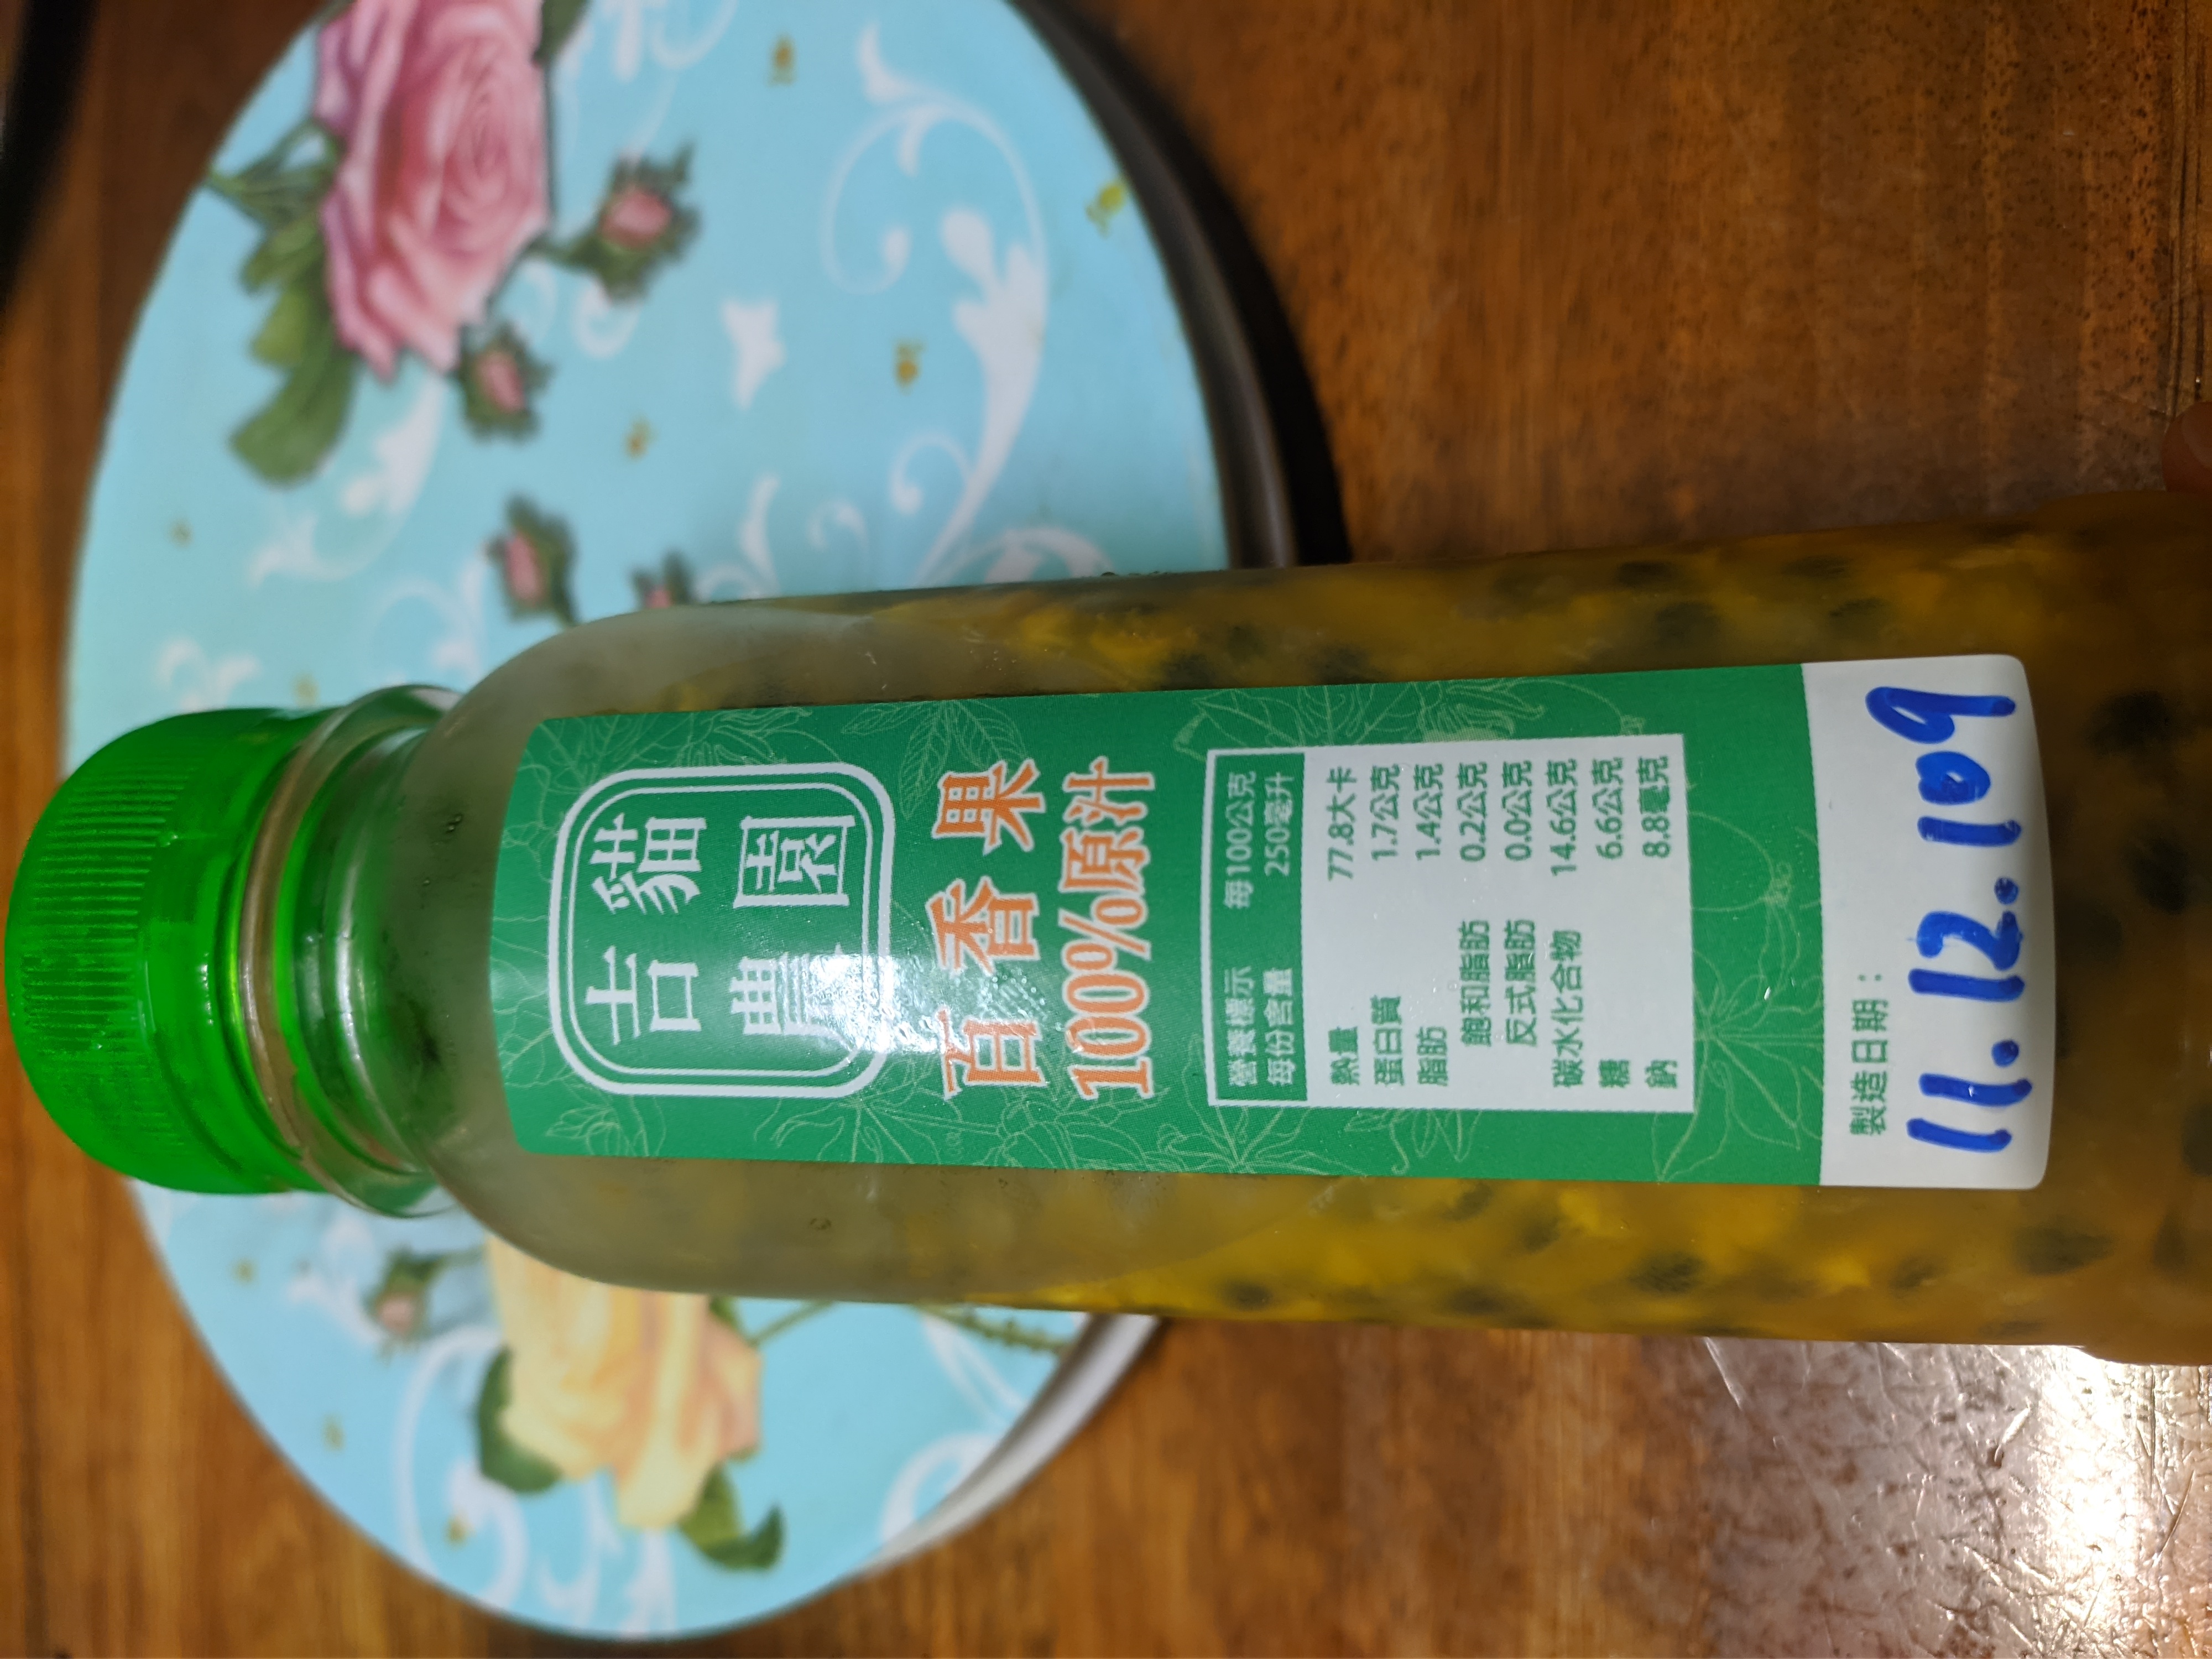 吉貓
豐園
百香果
100%原汁
營養標示 每100公克
每份含量 250毫升
熱量 77.8大卡
蛋白質 1.7公克
脂肪 1.4公克
飽和脂肪 0.2公克
反式脂肪 0.0公克
碳水化合物 14.6公克
糖 6.6公克
鈉 8.8毫克
製造日期：
11.12.109